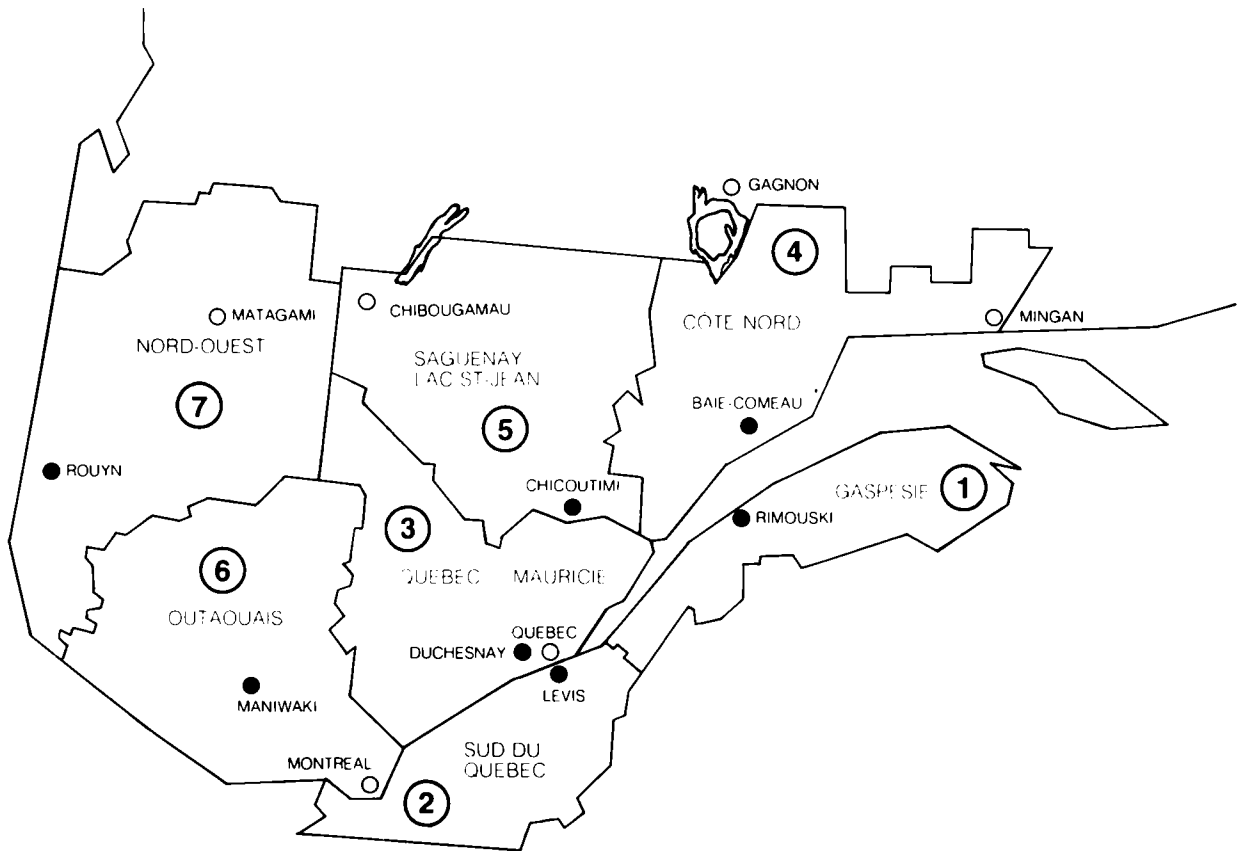 GAGNON
4
CHIBOUGAMAU
MATAGAMI
MINGAN
CÔTE NORD
NORD-OUEST
SAGUENAY
LAC ST-JEAN
7
5
BAIE-COMEAU
ROUYN
CHICOUTIMI
GASPESIE
1
3
RIMOUSKI
6
QUEBEC
MAURICIE
OUTAOUAIS
QUEBEC
DUCHESNAY
LEVIS
MANIWAKI
SUD DU
QUEBEC
MONTREAL
2